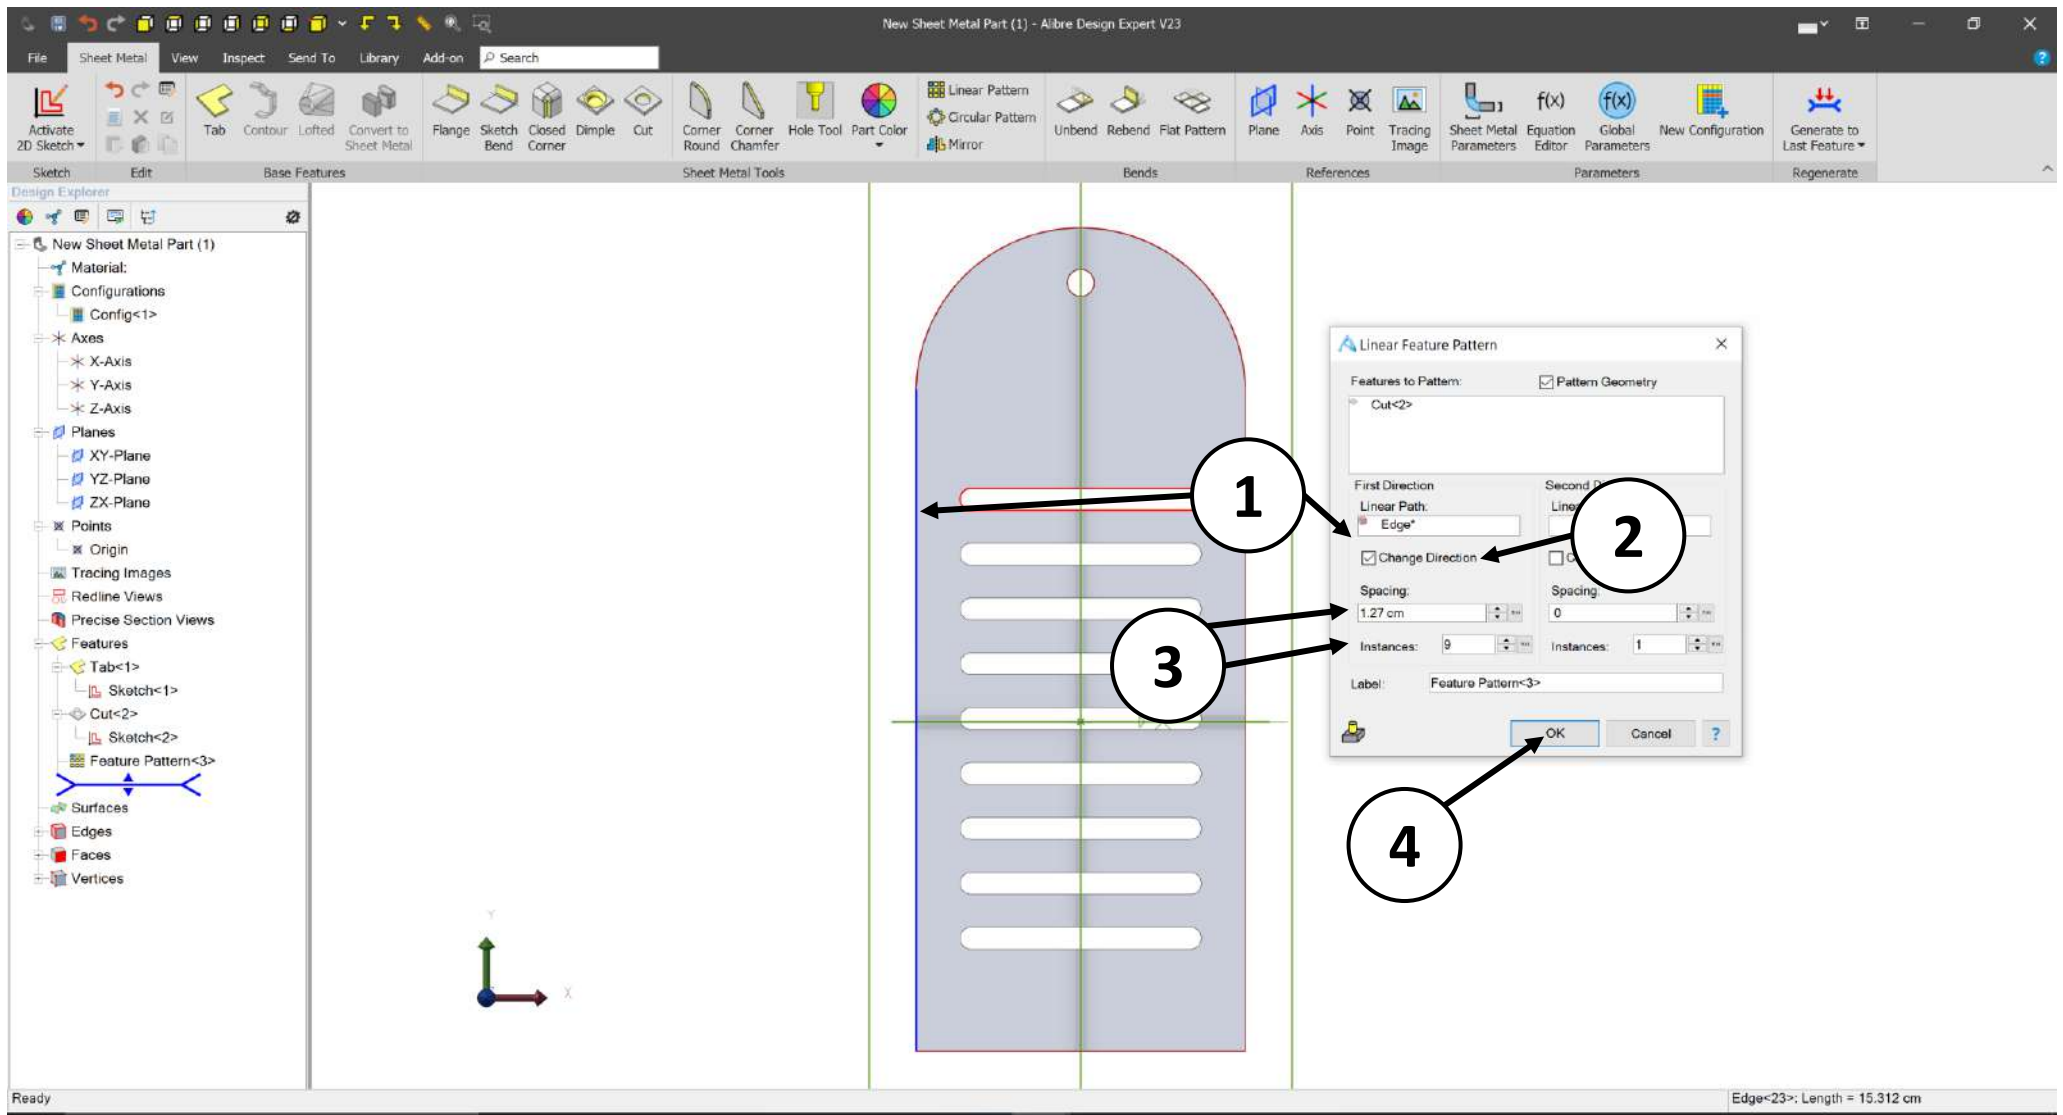 New Sheet Metal Part (1) - Alibre Design Expert V23
File Sheet Metal View Inspect Send To Library Add-on Search
Activate
2D Sketch
Tab Contour Lofted Convert to
Sheet Metal
Flange Sketch
Bend Closed
Corner Dimple Cut
Corner
Round Corner
Chamfer Hole Tool Part Color
Linear Pattern
Circular Pattern
Mirror
Unbend Rebend Flat Pattern
Plane Axis Point Tracing
Image
Sheet Metal
Parameters
f(x)
Equation
Editor
f(x)
Global
Parameters
New Configuration
Generate to
Last Feature
Sketch Edit Base Features Sheet Metal Tools Bends References Parameters Regenerate
Design Explorer
New Sheet Metal Part (1)
Material:
Configurations
Config<1>
Axes
X-Axis
Y-Axis
Z-Axis
Planes
XY-Plane
YZ-Plane
ZX-Plane
Points
Origin
Tracing Images
Redline Views
Precise Section Views
Features
Tab<1>
Sketch<1>
Cut<2>
Sketch<2>
Feature Pattern<3>
Surfaces
Edges
Faces
Vertices
Y
X
1
2
3
4
Linear Feature Pattern
Features to Pattern: Pattern Geometry
Cut<2>
First Direction Second D
Linear Path:
Edge*
Change Direction
Spacing: Spacing:
1.27 cm 0
Instances: 9 Instances: 1
Label: Feature Pattern<3>
OK Cancel ?
Ready
Edge<23>; Length = 15.312 cm